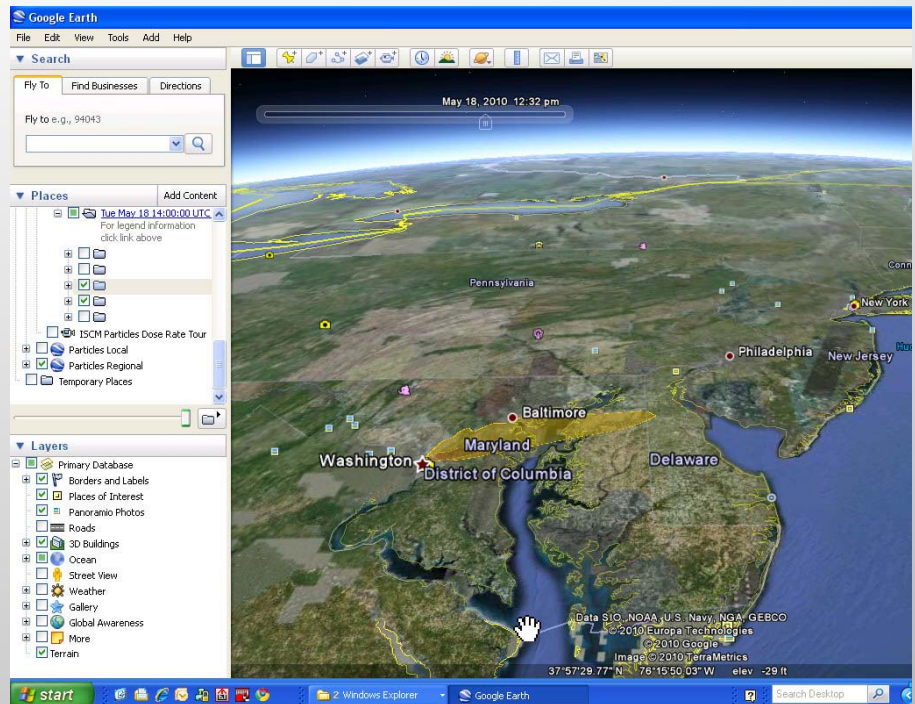 Google Earth
File Edit View Tools Add Help
Search
Fly To Find Businesses Directions
Fly to e.g., 94043
Places Add Content
Tue May 18 14:00:00 UTC
For legend information
click link above
ISCM Particles Dose Rate Tour
Particles Local
Particles Regional
Temporary Places
Layers
Primary Database
Borders and Labels
Places of Interest
Panoramio Photos
Roads
3D Buildings
Ocean
Street View
Weather
Gallery
Global Awareness
More
Terrain
May 18, 2010 12:32 pm
Pennsylvania
Conn
New York
Philadelphia New Jersey
Baltimore
Maryland
Washington
District of Columbia
Delaware
Data SIO, NOAA, U.S. Navy, NGA, GEBCO
© 2010 Europa Technologies
© 2010 Google
Image © 2010 TerraMetrics
37°57'29.77" N 76°15'50.03" W elev -29 ft
start 2 Windows Explorer Google Earth Search Desktop